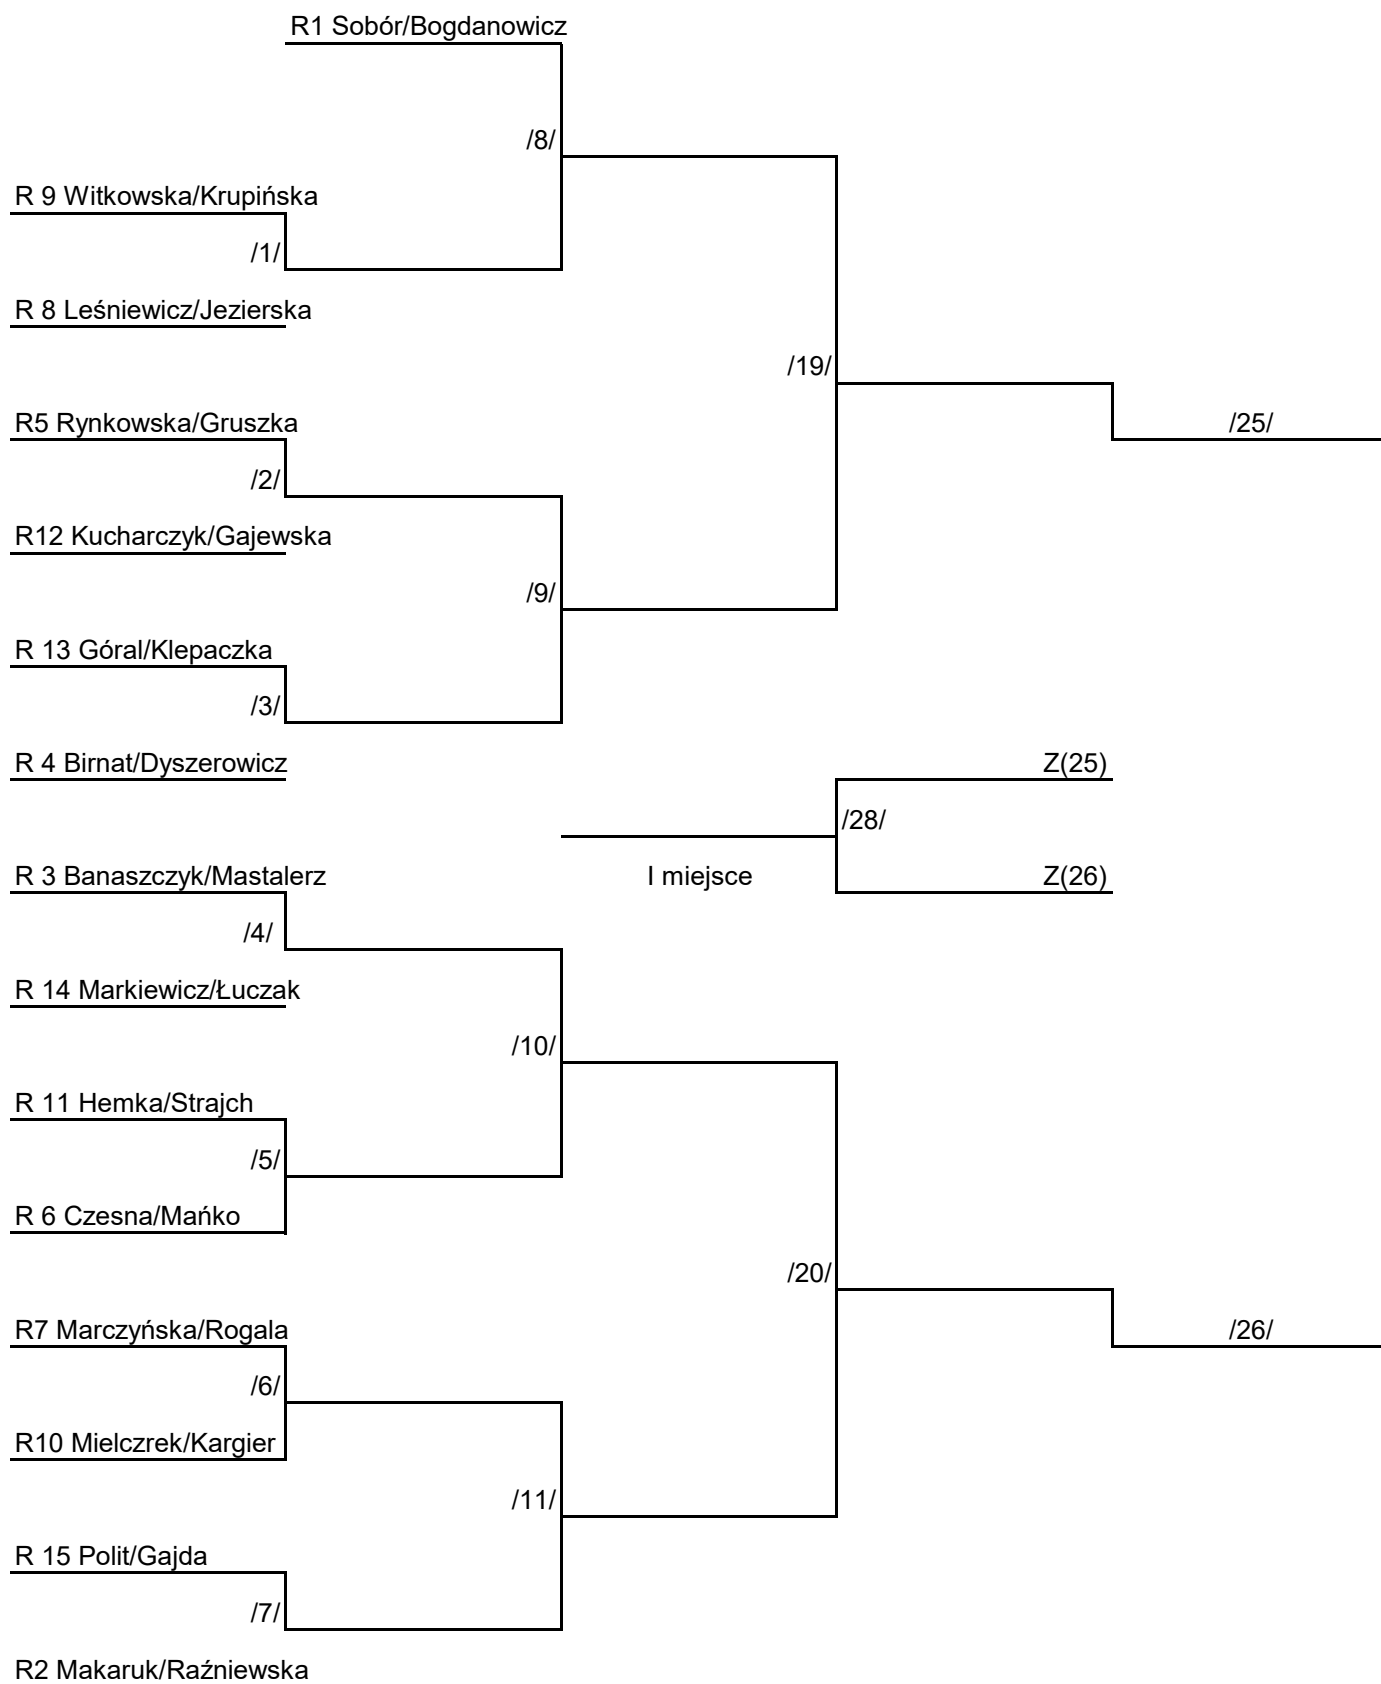 R1 Sobór/Bogdanowicz
/8/
R 9 Witkowska/Krupińska
/1/
R 8 Leśniewicz/Jezierska
/19/
R5 Rynkowska/Gruszka
/25/
/2/
R12 Kucharczyk/Gajewska
/9/
R 13 Góral/Klepaczka
/3/
R 4 Birnat/Dyszerowicz
Z(25)
/28/
R 3 Banaszczyk/Mastalerz
I miejsce
Z(26)
/4/
R 14 Markiewicz/Łuczak
/10/
R 11 Hemka/Strajch
/5/
R 6 Czesna/Mańko
/20/
R7 Marczyńska/Rogala
/26/
/6/
R10 Mielczrek/Kargier
/11/
R 15 Polit/Gajda
/7/
R2 Makaruk/Raźniewska